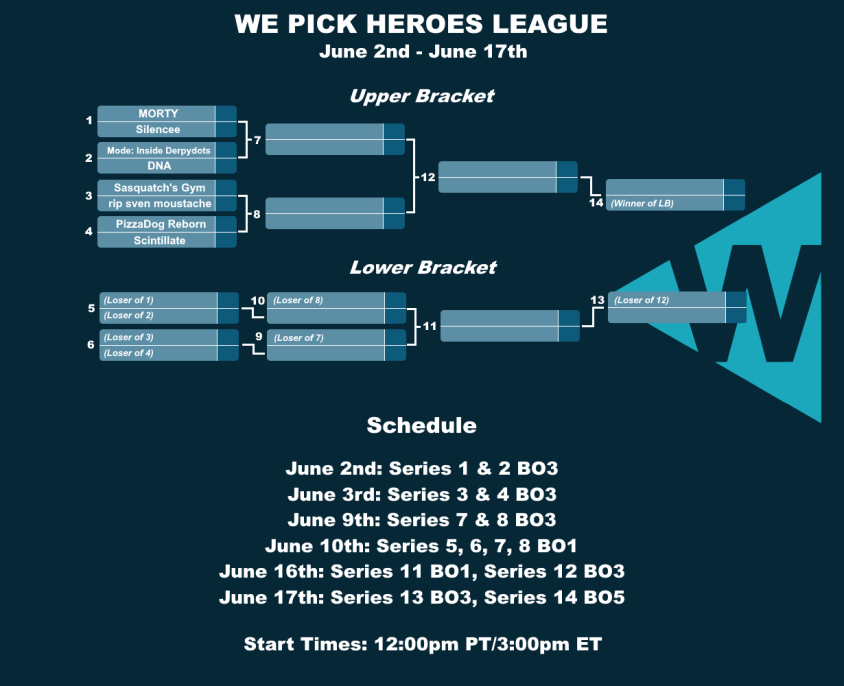 WE PICK HEROES LEAGUE
June 2nd - June 17th
Upper Bracket
1
MORTY
Silencee
2
Mode: Inside Derpydots
DNA
3
Sasquatch's Gym
rip sven moustache
4
PizzaDog Reborn
Scintillate
7
8
12
14
(Winner of LB)
Lower Bracket
5
(Loser of 1)
(Loser of 2)
6
(Loser of 3)
(Loser of 4)
10
(Loser of 8)
9
(Loser of 7)
11
13
(Loser of 12)
W
Schedule
June 2nd: Series 1 & 2 BO3
June 3rd: Series 3 & 4 BO3
June 9th: Series 7 & 8 BO3
June 10th: Series 5, 6, 7, 8 BO1
June 16th: Series 11 BO1, Series 12 BO3
June 17th: Series 13 BO3, Series 14 BO5
Start Times: 12:00pm PT/3:00pm ET